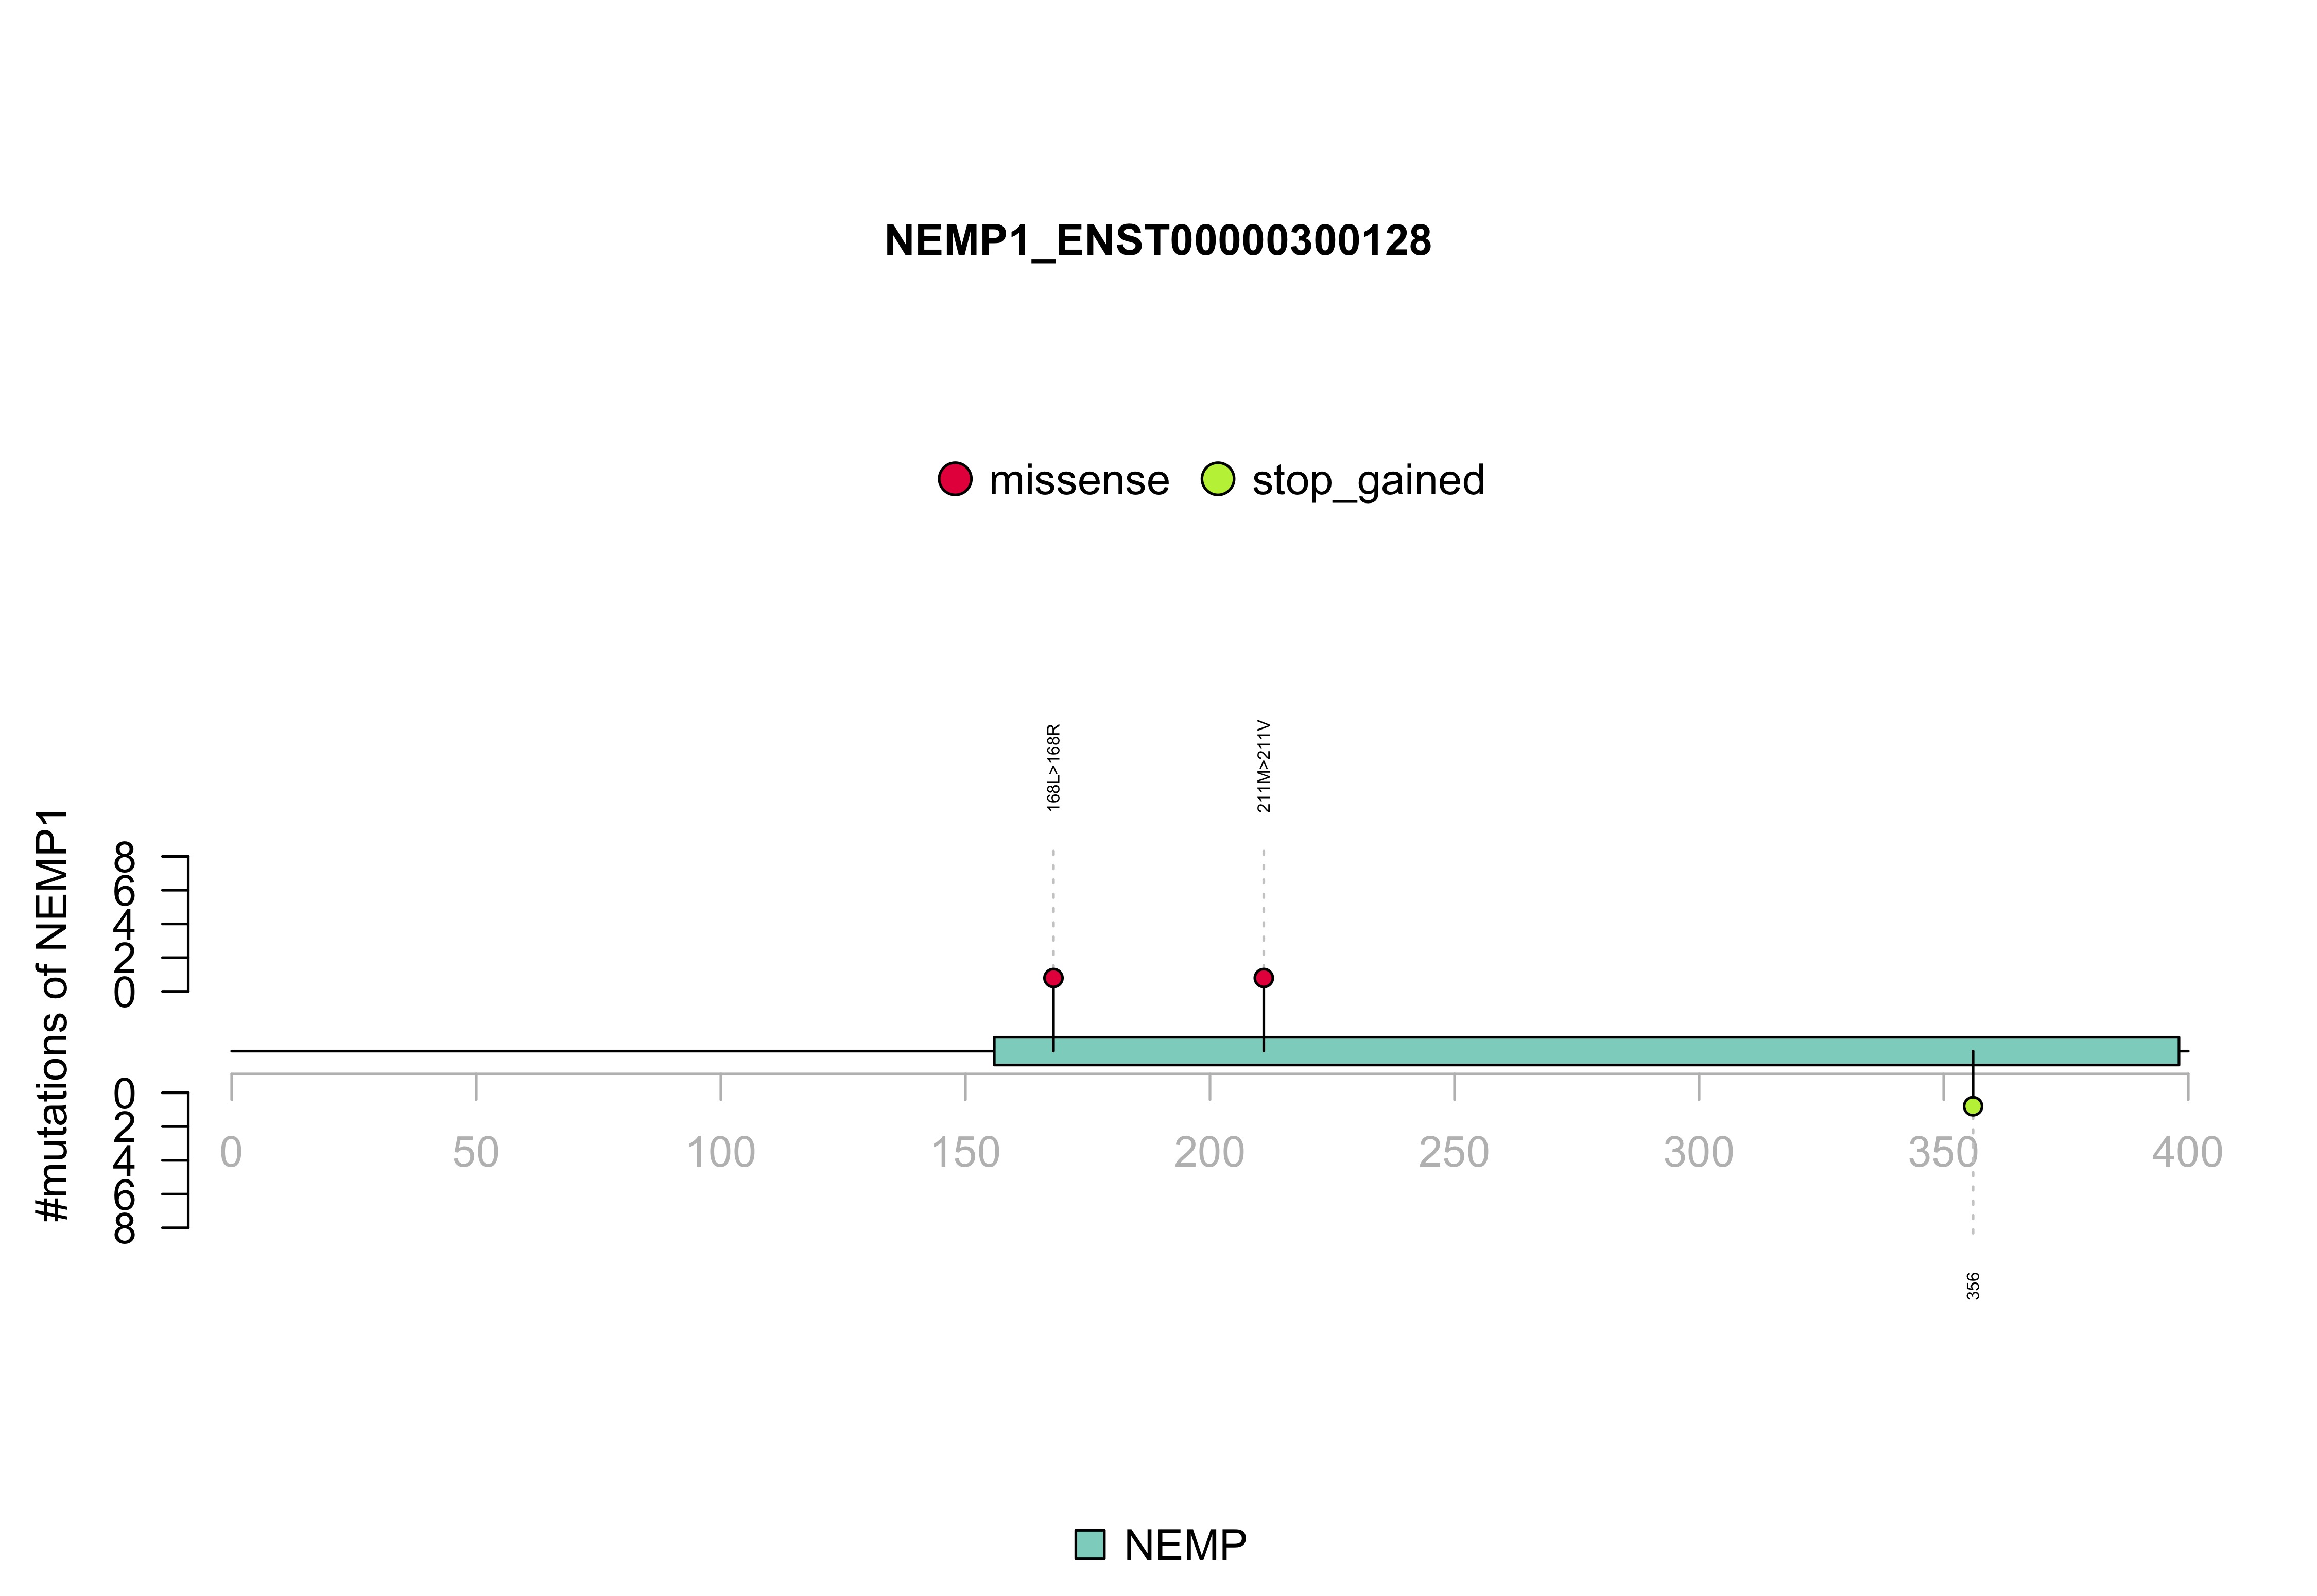 NEMP1_ENST00000300128
missense stop_gained
168L>168R
211M>211V
#mutations of NEMP1
8
6
4
2
0
0
2
4
6
8
0 50 100 150 200 250 300 350 400
356
NEMP